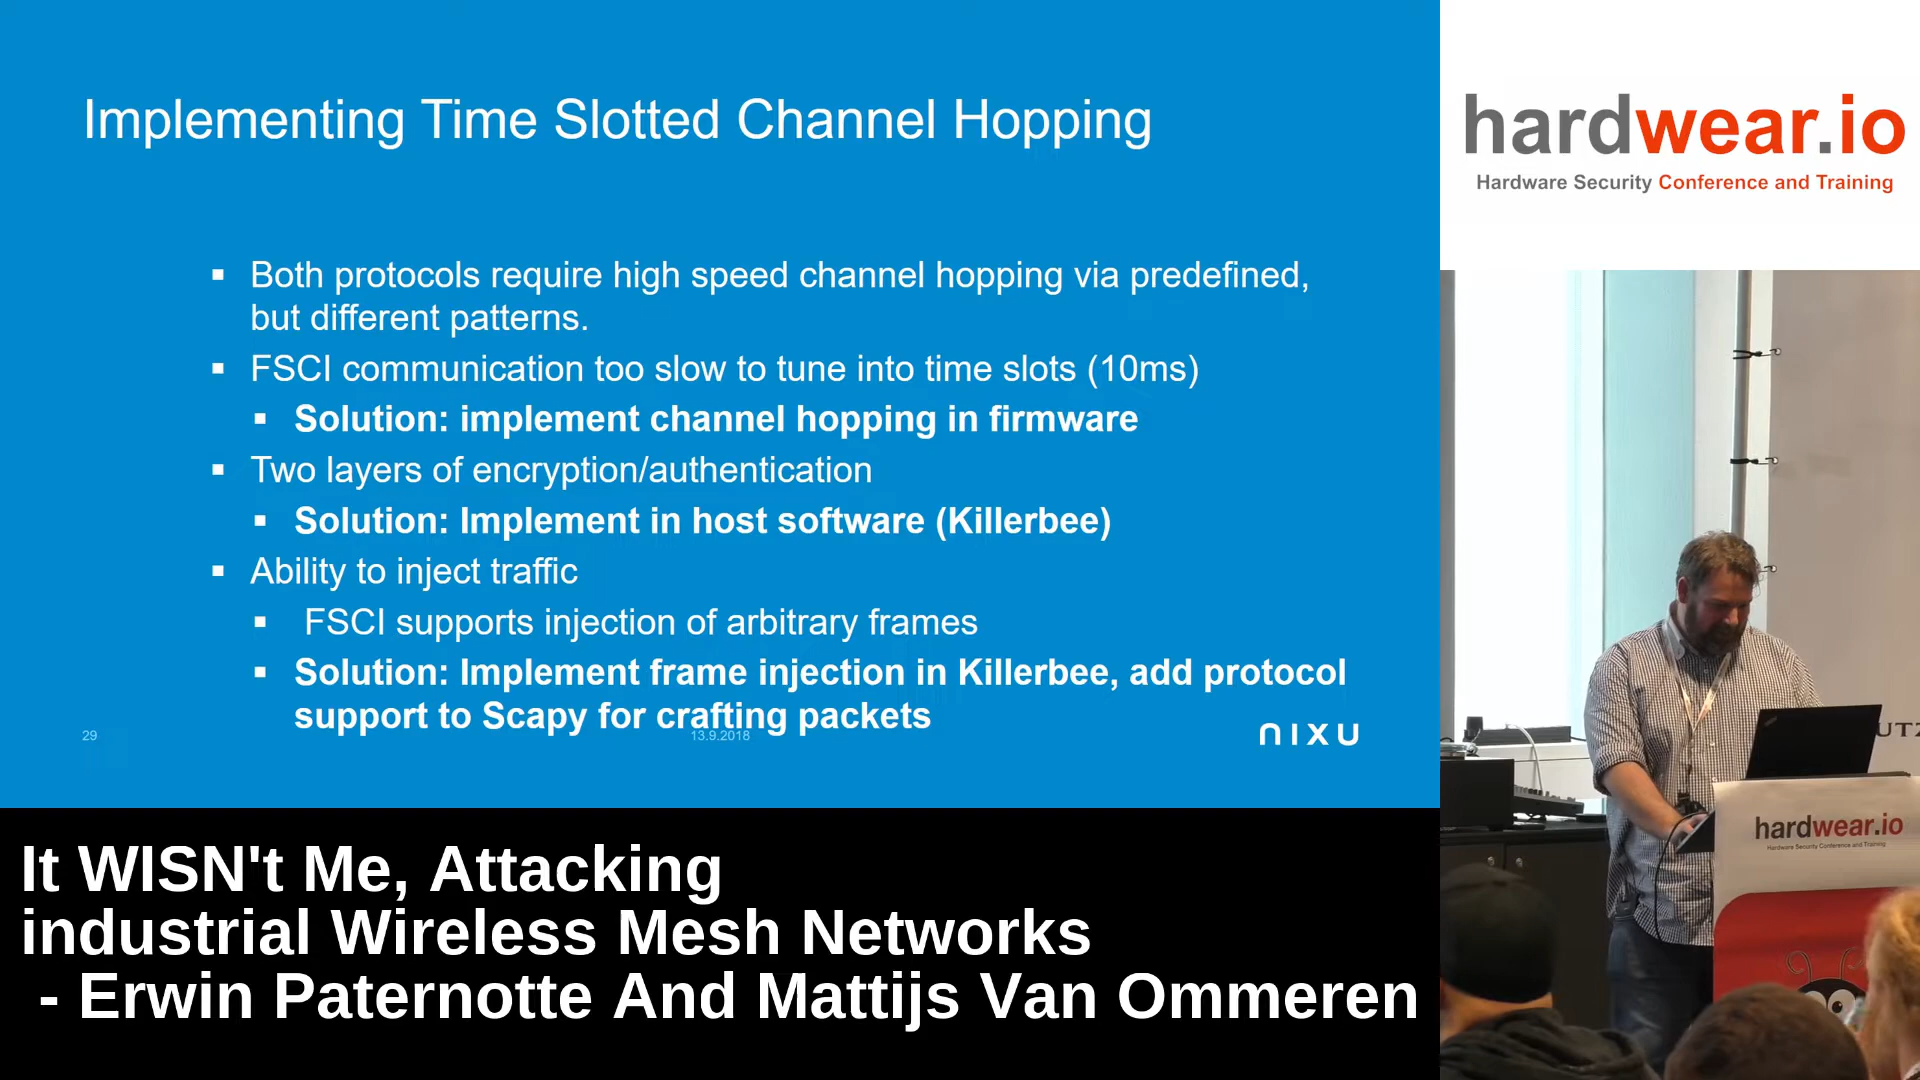 Implementing Time Slotted Channel Hopping
▪ Both protocols require high speed channel hopping via predefined,
but different patterns.
▪ FSCI communication too slow to tune into time slots (10ms)
▪ Solution: implement channel hopping in firmware
▪ Two layers of encryption/authentication
▪ Solution: Implement in host software (Killerbee)
▪ Ability to inject traffic
▪ FSCI supports injection of arbitrary frames
▪ Solution: Implement frame injection in Killerbee, add protocol
support to Scapy for crafting packets
29
13.9.2018
NIXU
hardwear.io
Hardware Security Conference and Training
hardwear.io
Hardware Security Conference and Training
It WISN't Me, Attacking
industrial Wireless Mesh Networks
- Erwin Paternotte And Mattijs Van Ommeren